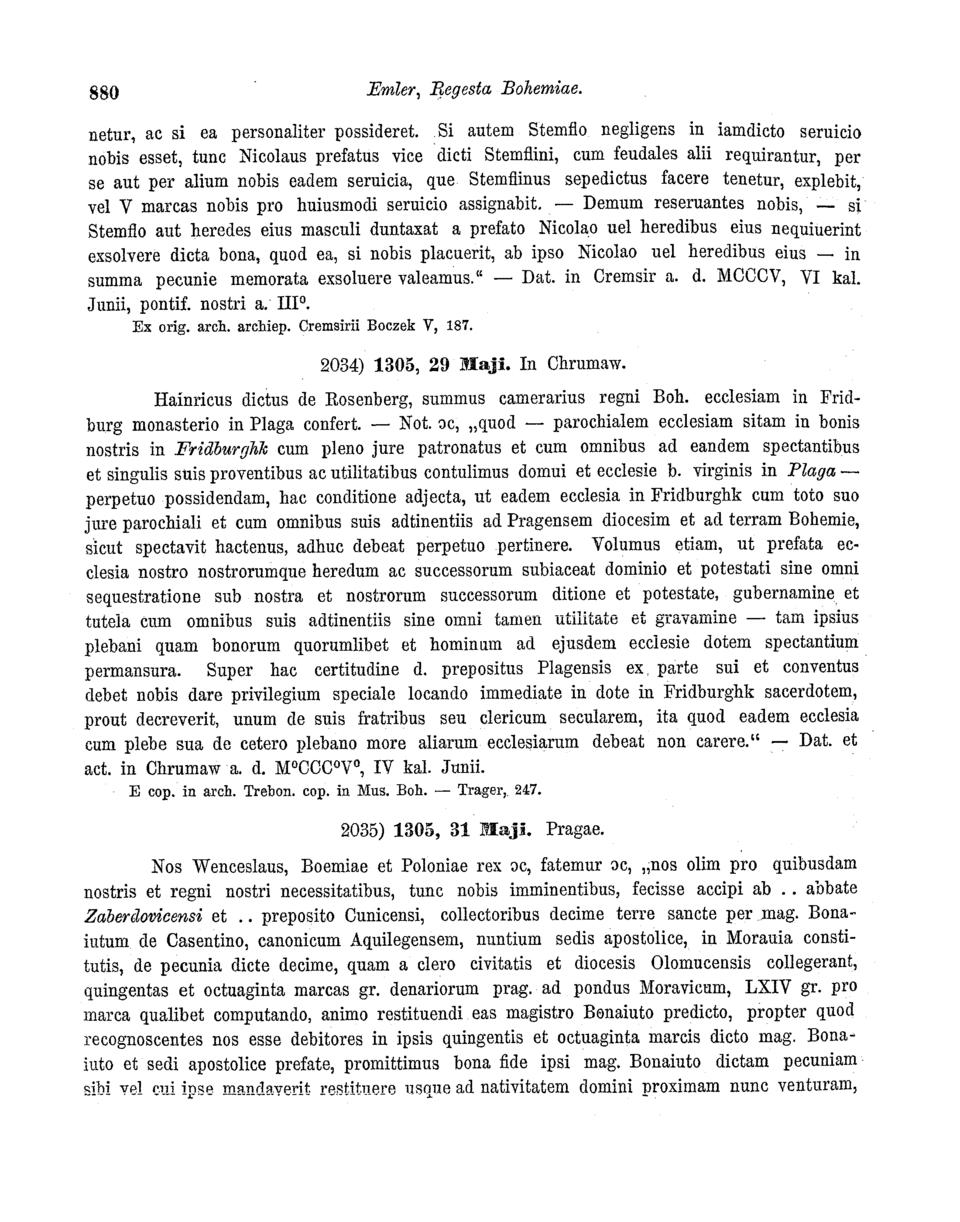 880 Emler, Regesta Bohemiae.
netur, ac si ea personaliter possideret. Si autem Stemflo negligens in iamdicto seruicio
nobis esset, tunc Nicolaus prefatus vice dicti Stemflini, cum feudales alii requirantur, per
se aut per alium nobis eadem seruicia, que Stemflinus sepedictus facere tenetur, explebit,
vel V marcas nobis pro huiusmodi seruicio assignabit. — Demum reseruantes nobis, — si
Stemflo aut heredes eius masculi duntaxat a prefato Nicolao uel heredibus eius nequiuerint
exsolvere dicta bona, quod ea, si nobis placuerit, ab ipso Nicolao uel heredibus eius — in
summa pecunie memorata exsoluere valeamus.“ — Dat. in Cremsir a. d. MCCCV, VI kal.
Junii, pontif. nostri a. III⁰.
Ex orig. arch. archiep. Cremsirii Boczek V, 187.
2034) 1305, 29 Maji. In Chrumaw.
Hainricus dictus de Rosenberg, summus camerarius regni Boh. ecclesiam in Frid-
burg monasterio in Plaga confert. — Not. ɔc, „quod — parochialem ecclesiam sitam in bonis
nostris in Fridburghk cum pleno jure patronatus et cum omnibus ad eandem spectantibus
et singulis suis proventibus ac utilitatibus contulimus domui et ecclesie b. virginis in Plaga —
perpetuo possidendam, hac conditione adjecta, ut eadem ecclesia in Fridburghk cum toto suo
jure parochiali et cum omnibus suis adtinentiis ad Pragensem diocesim et ad terram Bohemie,
sicut spectavit hactenus, adhuc debeat perpetuo pertinere. Volumus etiam, ut prefata ec-
clesia nostro nostrorumque heredum ac successorum subiaceat dominio et potestati sine omni
sequestratione sub nostra et nostrorum successorum ditione et potestate, gubernamine et
tutela cum omnibus suis adtinentiis sine omni tamen utilitate et gravamine — tam ipsius
plebani quam bonorum quorumlibet et hominum ad ejusdem ecclesie dotem spectantium
permansura. Super hac certitudine d. prepositus Plagensis ex parte sui et conventus
debet nobis dare privilegium speciale locando immediate in dote in Fridburghk sacerdotem,
prout decreverit, unum de suis fratribus seu clericum secularem, ita quod eadem ecclesia
cum plebe sua de cetero plebano more aliarum ecclesiarum debeat non carere.“ — Dat. et
act. in Chrumaw a. d. M⁰CCC⁰V⁰, IV kal. Junii.
E cop. in arch. Trebon. cop. in Mus. Boh. — Trager, 247.
2035) 1305, 31 Maji. Pragae.
Nos Wenceslaus, Boemiae et Poloniae rex ɔc, fatemur ɔc, „nos olim pro quibusdam
nostris et regni nostri necessitatibus, tunc nobis imminentibus, fecisse accipi ab . . abbate
Zaberdovicensi et . . preposito Cunicensi, collectoribus decime terre sancte per mag. Bona-
iutum de Casentino, canonicum Aquilegensem, nuntium sedis apostolice, in Morauia consti-
tutis, de pecunia dicte decime, quam a clero civitatis et diocesis Olomucensis collegerant,
quingentas et octuaginta marcas gr. denariorum prag. ad pondus Moravicum, LXIV gr. pro
marca qualibet computando, animo restituendi eas magistro Bonaiuto predicto, propter quod
recognoscentes nos esse debitores in ipsis quingentis et octuaginta marcis dicto mag. Bona-
iuto et sedi apostolice prefate, promittimus bona fide ipsi mag. Bonaiuto dictam pecuniam
sibi vel cui ipse mandaverit restituere usque ad nativitatem domini proximam nunc venturam,